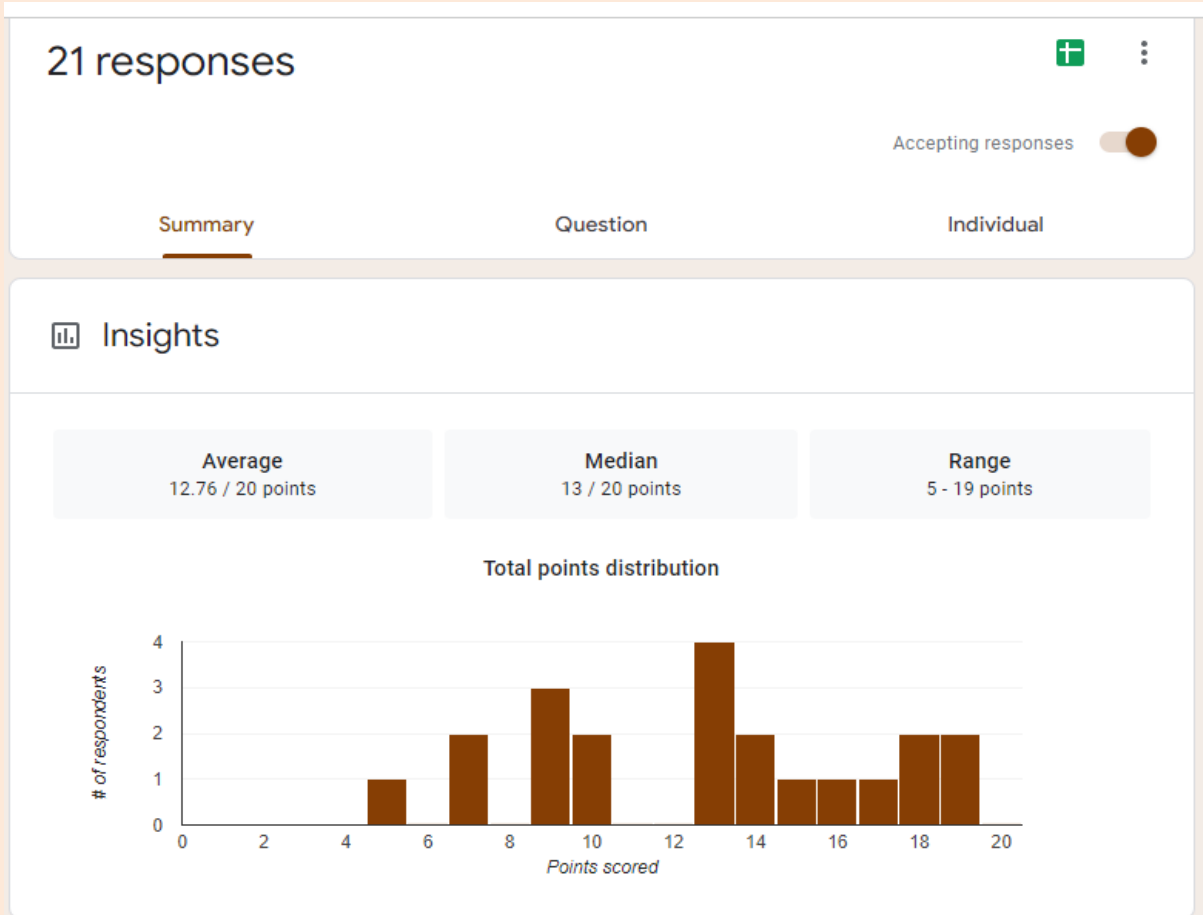 21 responses
Accepting responses
Summary Question Individual
Insights
Average Median Range
12.76 / 20 points 13 / 20 points 5 - 19 points
Total points distribution
# of respondents
4
3
2
1
0
0 2 4 6 8 10 12 14 16 18 20
Points scored